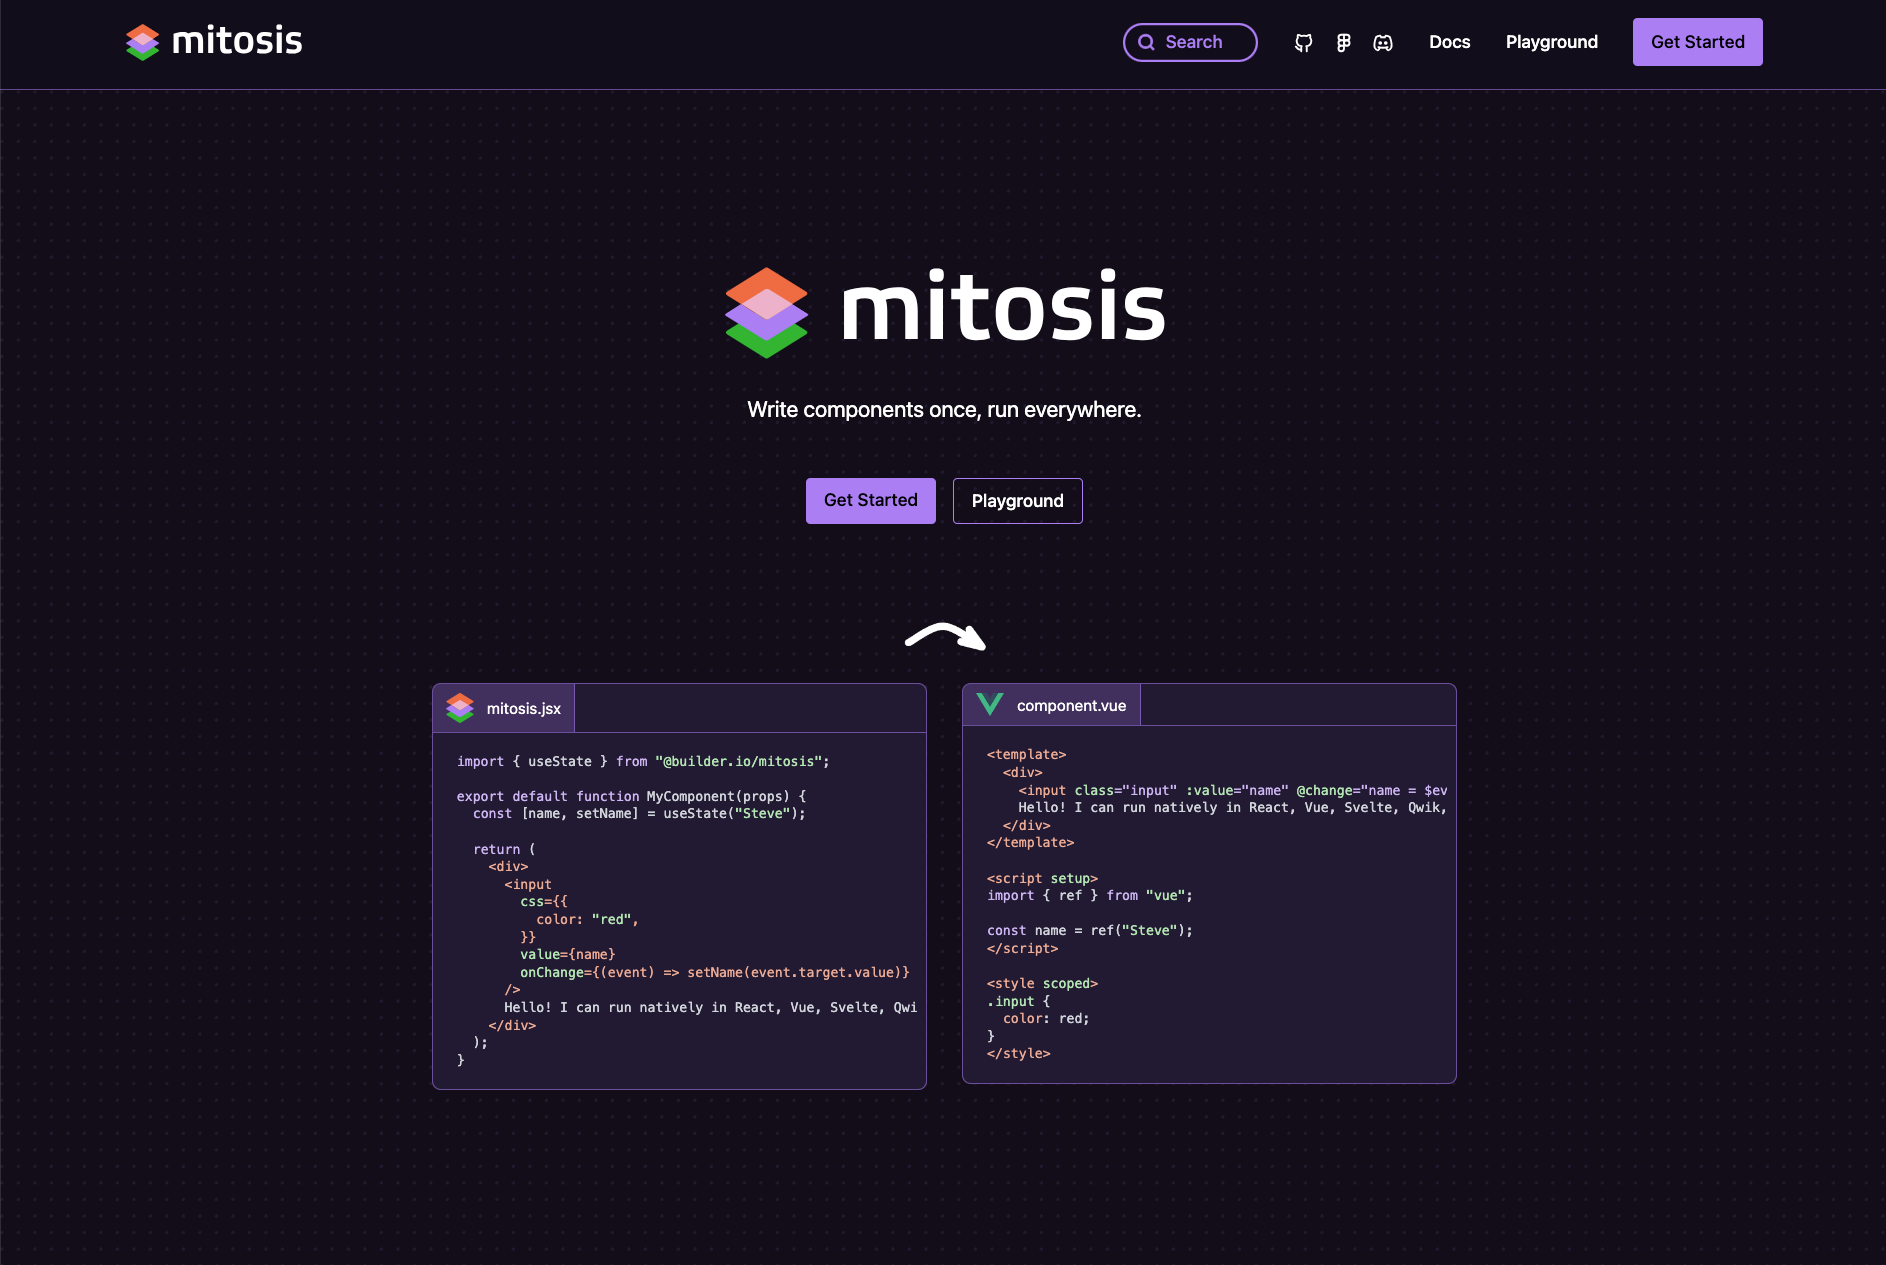 mitosis
Search
Docs
Playground
Get Started
mitosis
Write components once, run everywhere.
Get Started
Playground
mitosis.jsx
import { useState } from "@builder.io/mitosis";
export default function MyComponent(props) {
  const [name, setName] = useState("Steve");
  return (
    <div>
      <input
        css={{
          color: "red",
        }}
        value={name}
        onChange={(event) => setName(event.target.value)}
      />
      Hello! I can run natively in React, Vue, Svelte, Qwi
    </div>
  );
}
component.vue
<template>
  <div>
    <input class="input" :value="name" @change="name = $ev
    Hello! I can run natively in React, Vue, Svelte, Qwik,
  </div>
</template>
<script setup>
import { ref } from "vue";
const name = ref("Steve");
</script>
<style scoped>
.input {
  color: red;
}
</style>